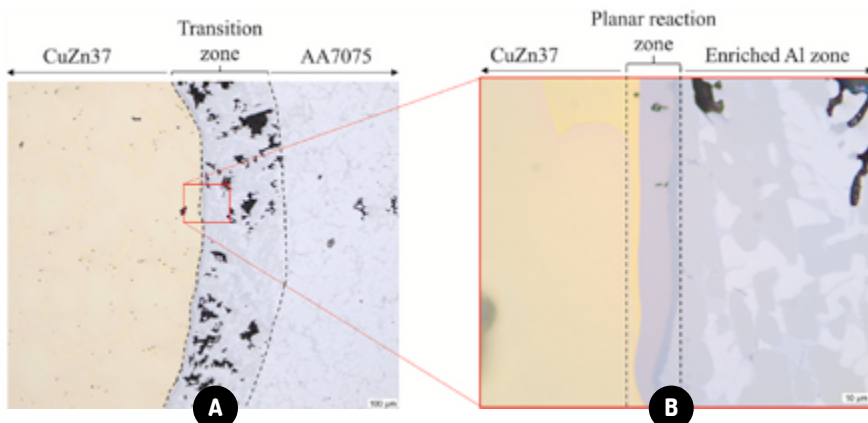 CuZn37
Transition
zone
AA7075
100 µm
A
Planar reaction
zone
CuZn37
Enriched Al zone
10 µm
B